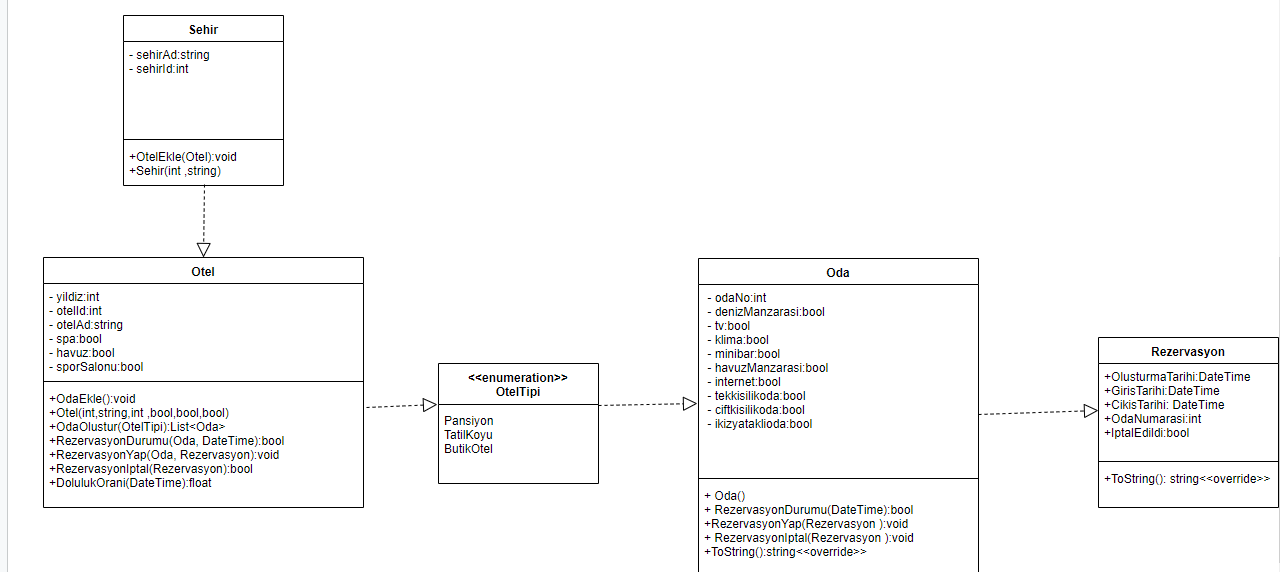 Sehir
- sehirAd:string
- sehirId:int
+OtelEkle(Otel):void
+Sehir(int ,string)
Otel
- yildiz:int
- otelId:int
- otelAd:string
- spa:bool
- havuz:bool
- sporSalonu:bool
+OdaEkle():void
+Otel(int,string,int ,bool,bool,bool)
+OdaOlustur(OtelTipi):List<Oda>
+RezervasyonDurumu(Oda, DateTime):bool
+RezervasyonYap(Oda, Rezervasyon):void
+RezervasyonIptal(Rezervasyon):bool
+DolulukOrani(DateTime):float
<<enumeration>>
OtelTipi
Pansiyon
TatilKoyu
ButikOtel
Oda
- odaNo:int
- denizManzarasi:bool
- tv:bool
- klima:bool
- minibar:bool
- havuzManzarasi:bool
- internet:bool
- tekkisilikoda:bool
- ciftkisilikoda:bool
- ikizyataklioda:bool
+ Oda()
+ RezervasyonDurumu(DateTime):bool
+RezervasyonYap(Rezervasyon ):void
+ RezervasyonIptal(Rezervasyon ):void
+ToString():string<<override>>
Rezervasyon
+OlusturmaTarihi:DateTime
+GirisTarihi:DateTime
+CikisTarihi: DateTime
+OdaNumarasi:int
+IptalEdildi:bool
+ToString(): string<<override>>